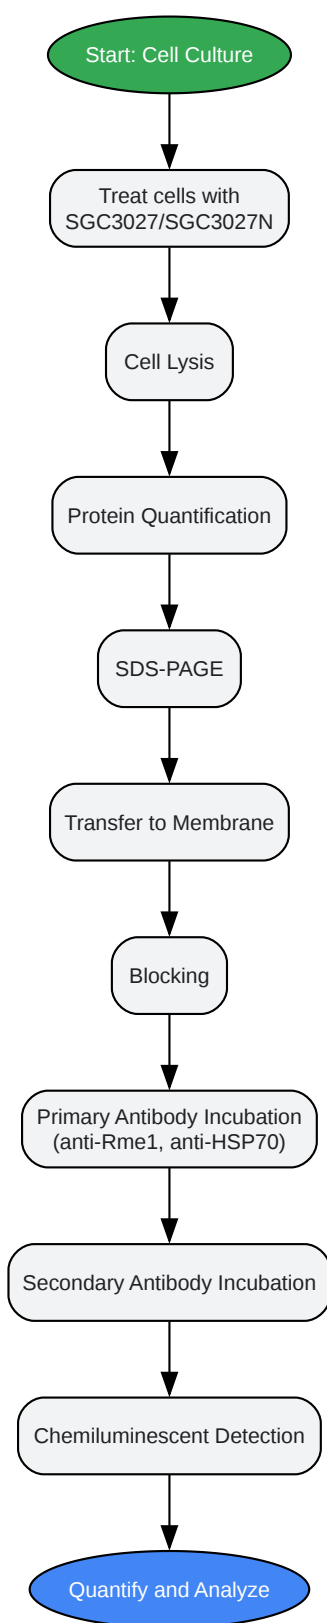 Start: Cell Culture
Treat cells with
SGC3027/SGC3027N
Cell Lysis
Protein Quantification
SDS-PAGE
Transfer to Membrane
Blocking
Primary Antibody Incubation
(anti-Rme1, anti-HSP70)
Secondary Antibody Incubation
Chemiluminescent Detection
Quantify and Analyze